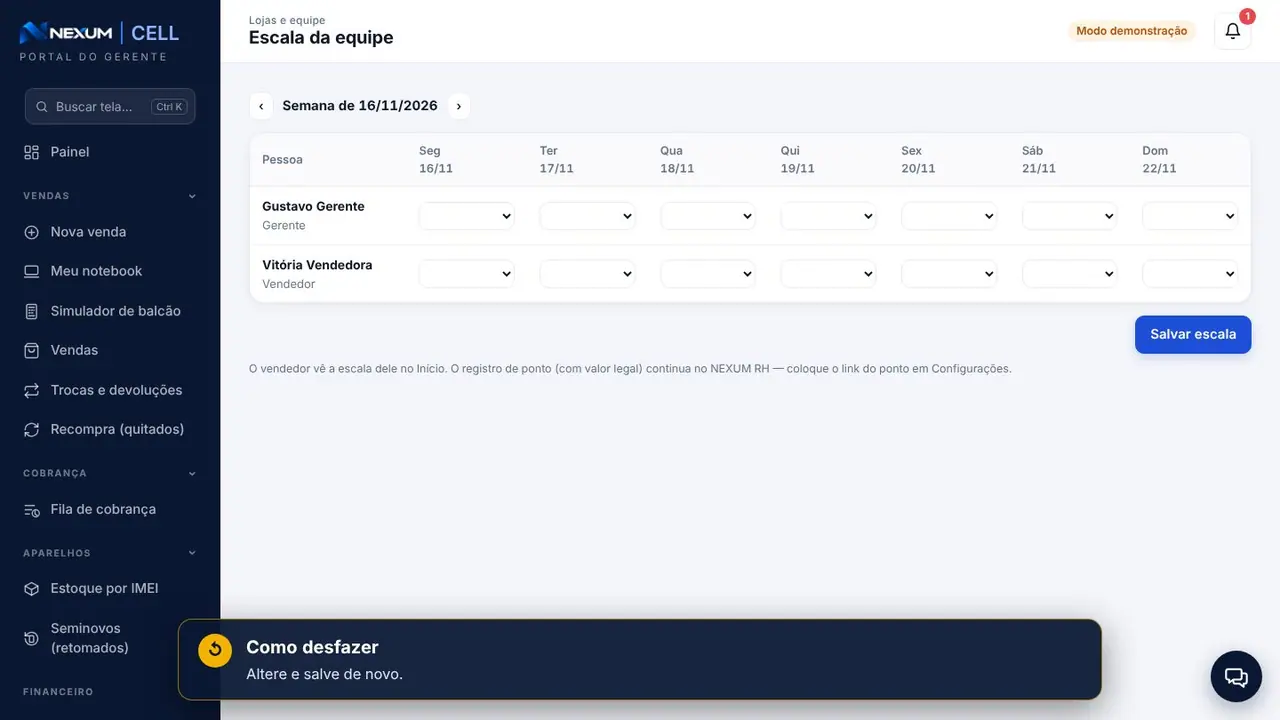 NEXUM | CELL
PORTAL DO GERENTE
Buscar tela... Ctrl K
Painel
VENDAS
Nova venda
Meu notebook
Simulador de balcão
Vendas
Trocas e devoluções
Recompra (quitados)
COBRANÇA
Fila de cobrança
APARELHOS
Estoque por IMEI
Seminovos
(retomados)
FINANCEIRO
Lojas e equipe
Escala da equipe
Modo demonstração
1
‹ Semana de 16/11/2026 ›
Pessoa
Seg Ter Qua Qui Sex Sáb Dom
16/11 17/11 18/11 19/11 20/11 21/11 22/11
Gustavo Gerente
Gerente
Vitória Vendedora
Vendedor
Salvar escala
O vendedor vê a escala dele no Início. O registro de ponto (com valor legal) continua no NEXUM RH — coloque o link do ponto em Configurações.
Como desfazer
Altere e salve de novo.